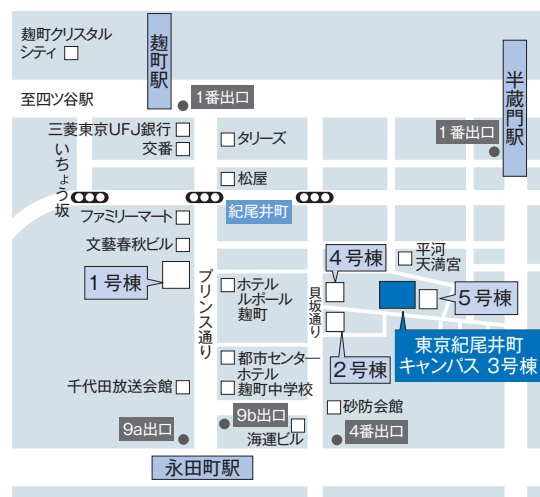 麹町クリスタル
シティ
麹町駅
半蔵門駅
至四ツ谷駅
1番出口
三菱東京UFJ銀行
交番
タリーズ
1番出口
いちょう坂
松屋
紀尾井町
ファミリーマート
文藝春秋ビル
1号棟
プリンス通り
ホテル
ルポール
麹町
貝坂通り
4号棟
平河
天満宮
5号棟
2号棟
東京紀尾井町
キャンパス 3号棟
都市センター
ホテル
麹町中学校
千代田放送会館
砂防会館
9a出口
9b出口
海運ビル
4番出口
永田町駅